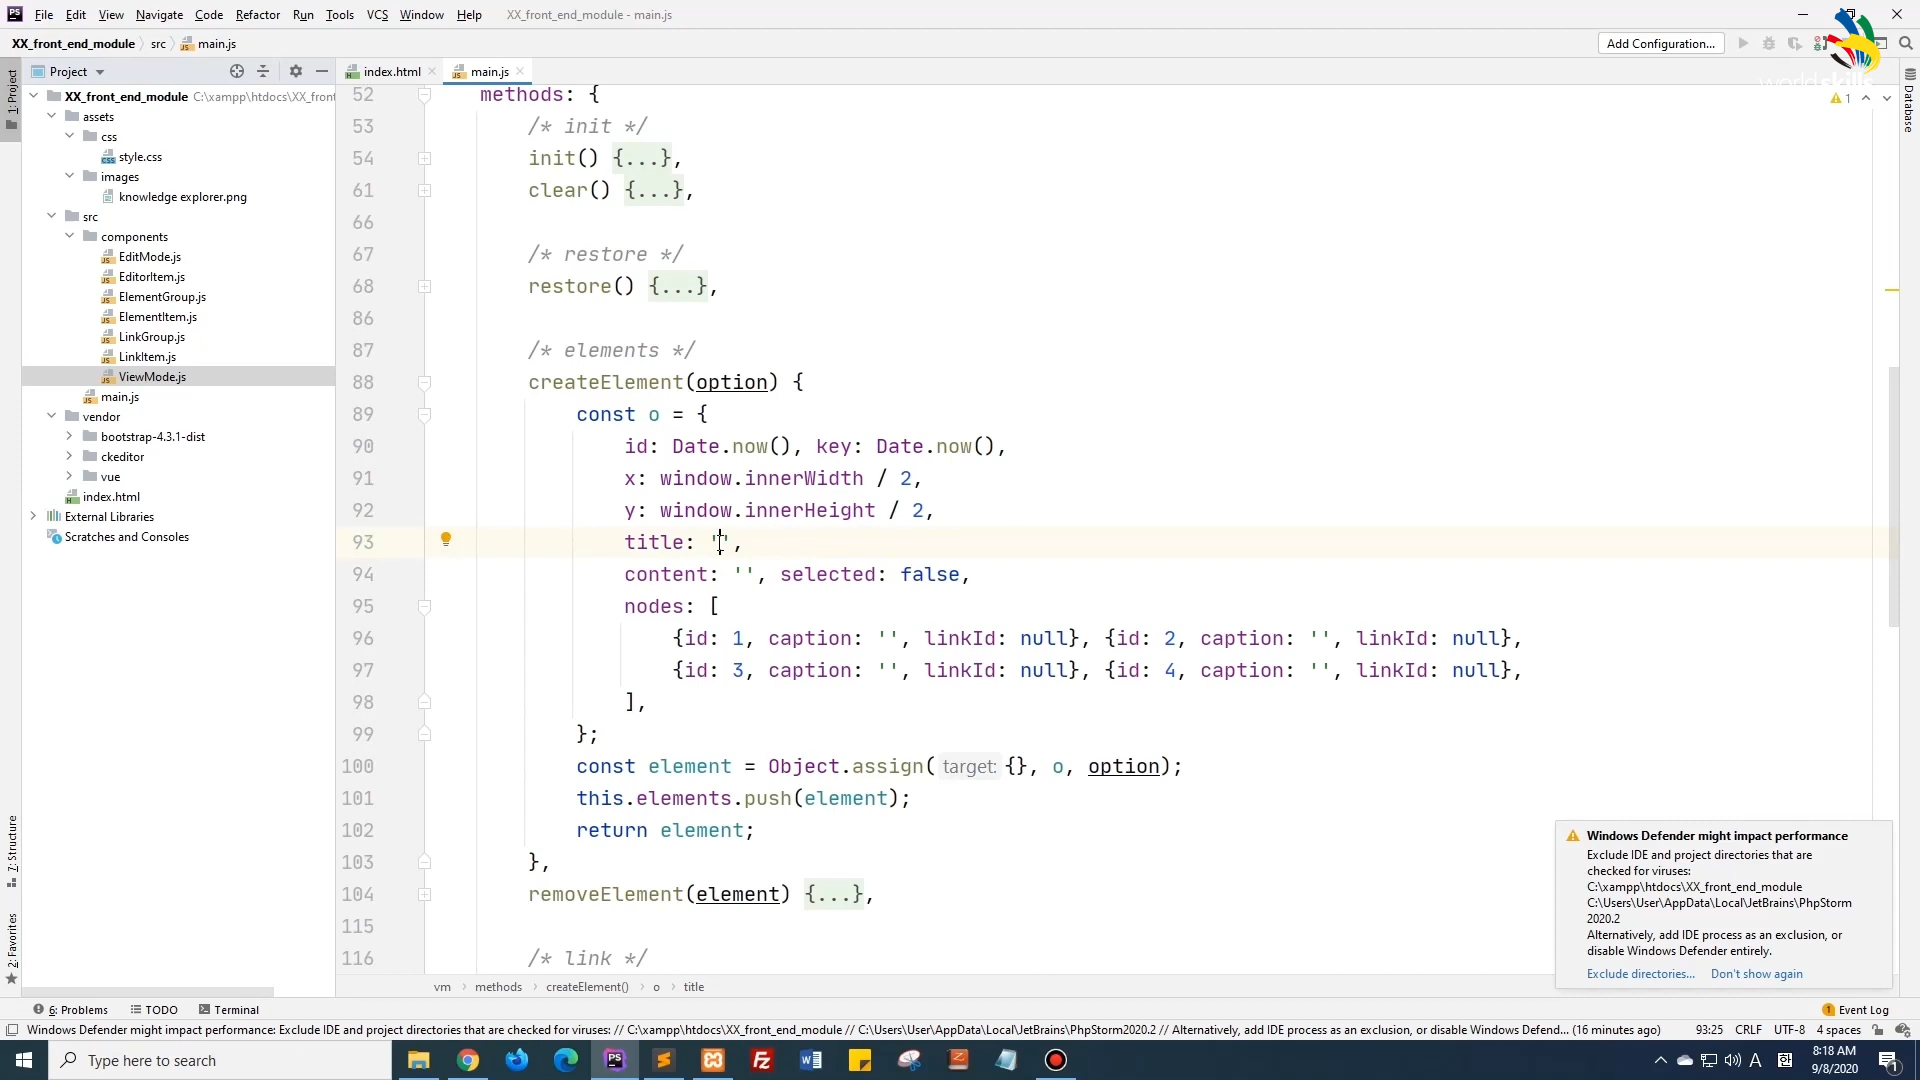 File Edit View Navigate Code Refactor Run Tools VCS Window Help XX_front_end_module - main.js
XX_front_end_module src main.js Add Configuration...
Project index.html main.js
1: Project
XX_front_end_module C:\xampp\htdocs\XX_front
assets
css
style.css
images
knowledge explorer.png
src
components
EditMode.js
EditorItem.js
ElementGroup.js
ElementItem.js
LinkGroup.js
LinkItem.js
ViewMode.js
main.js
vendor
bootstrap-4.3.1-dist
ckeditor
vue
index.html
External Libraries
Scratches and Consoles
7: Structure
2: Favorites
52 methods: {
53 /* init */
54 init() {...},
61 clear() {...},
66
67 /* restore */
68 restore() {...},
86
87 /* elements */
88 createElement(option) {
89 const o = {
90 id: Date.now(), key: Date.now(),
91 x: window.innerWidth / 2,
92 y: window.innerHeight / 2,
93 title: '',
94 content: '', selected: false,
95 nodes: [
96 {id: 1, caption: '', linkId: null}, {id: 2, caption: '', linkId: null},
97 {id: 3, caption: '', linkId: null}, {id: 4, caption: '', linkId: null},
98 ],
99 };
100 const element = Object.assign( target: {}, o, option);
101 this.elements.push(element);
102 return element;
103 },
104 removeElement(element) {...},
115
116 /* link */
vm methods createElement() o title
worldskills
1
Database
Windows Defender might impact performance
Exclude IDE and project directories that are
checked for viruses:
C:\xampp\htdocs\XX_front_end_module
C:\Users\User\AppData\Local\JetBrains\PhpStorm
2020.2
Alternatively, add IDE process as an exclusion, or
disable Windows Defender entirely.
Exclude directories... Don't show again
6: Problems TODO Terminal 1 Event Log
Windows Defender might impact performance: Exclude IDE and project directories that are checked for viruses: // C:\xampp\htdocs\XX_front_end_module // C:\Users\User\AppData\Local\JetBrains\PhpStorm2020.2 // Alternatively, add IDE process as an exclusion, or disable Windows Defend... (16 minutes ago) 93:25 CRLF UTF-8 4 spaces
Type here to search A 한 8:18 AM
9/8/2020 1